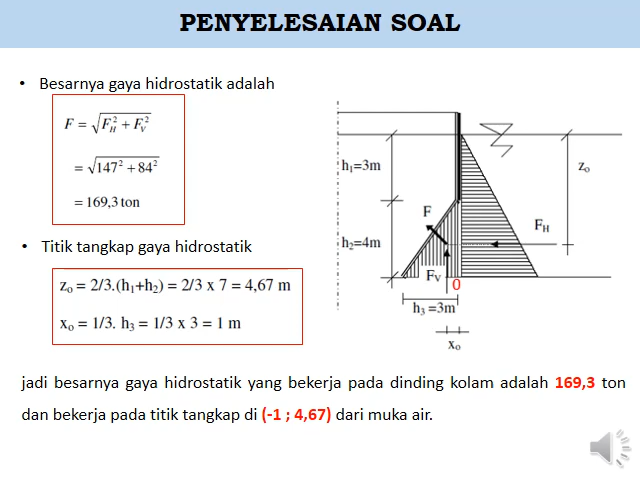 PENYELESAIAN SOAL
• Besarnya gaya hidrostatik adalah
F = √F_H² + F_V²
= √147² + 84²
= 169,3 ton
• Titik tangkap gaya hidrostatik
z₀ = 2/3.(h₁+h₂) = 2/3 x 7 = 4,67 m
x₀ = 1/3. h₃ = 1/3 x 3 = 1 m
h₁=3m
z₀
F
F_H
h₂=4m
F_V
0
h₃ =3m
x₀
jadi besarnya gaya hidrostatik yang bekerja pada dinding kolam adalah 169,3 ton
dan bekerja pada titik tangkap di (-1 ; 4,67) dari muka air.